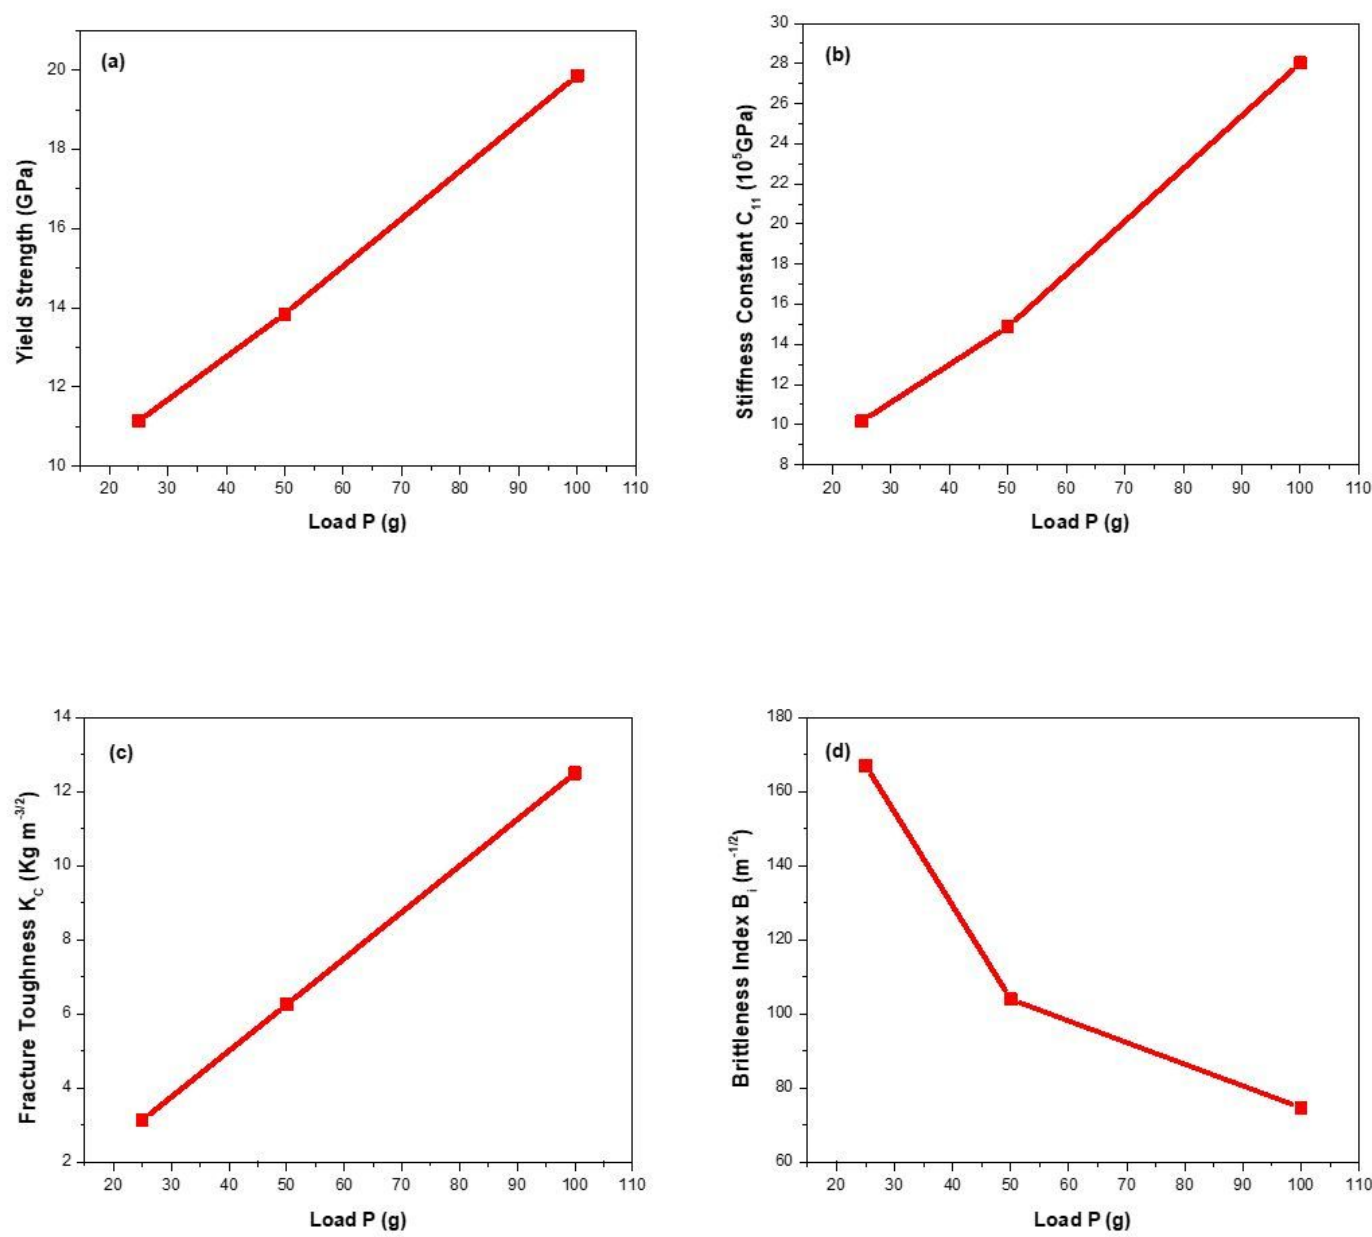 (a)
Yield Strength (GPa)
20
18
16
14
12
10
20 30 40 50 60 70 80 90 100 110
Load P (g)
(b)
Stiffness Constant C₁₁ (10⁵GPa)
30
28
26
24
22
20
18
16
14
12
10
8
20 30 40 50 60 70 80 90 100 110
Load P (g)
(c)
Fracture Toughness K_C (Kg m⁻³/²)
14
12
10
8
6
4
2
20 30 40 50 60 70 80 90 100 110
Load P (g)
(d)
Brittleness Index B_i (m⁻¹/²)
180
160
140
120
100
80
60
20 30 40 50 60 70 80 90 100 110
Load P (g)